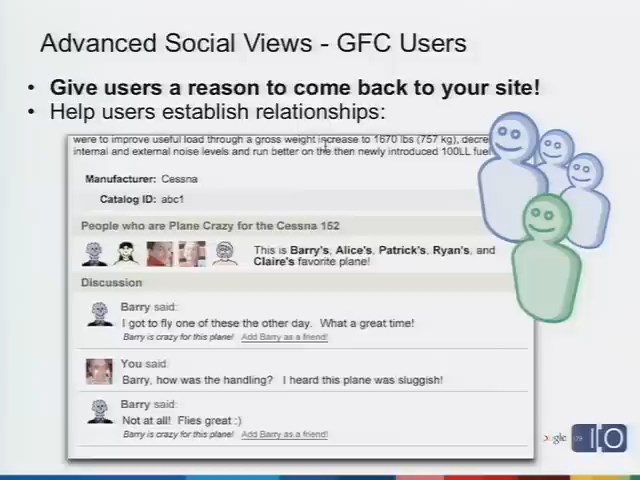 Advanced Social Views - GFC Users
• Give users a reason to come back to your site!
• Help users establish relationships:
were to improve useful load through a gross weight increase to 1670 lbs (757 kg), decre
internal and external noise levels and run better on the then newly introduced 100LL fuel
Manufacturer: Cessna
Catalog ID: abc1
People who are Plane Crazy for the Cessna 152
This is Barry's, Alice's, Patrick's, Ryan's, and
Claire's favorite plane!
Discussion
Barry said:
I got to fly one of these the other day. What a great time!
Barry is crazy for this plane! Add Barry as a friend!
You said:
Barry, how was the handling? I heard this plane was sluggish!
Barry said:
Not at all! Flies great :)
Barry is crazy for this plane! Add Barry as a friend!
Google IO